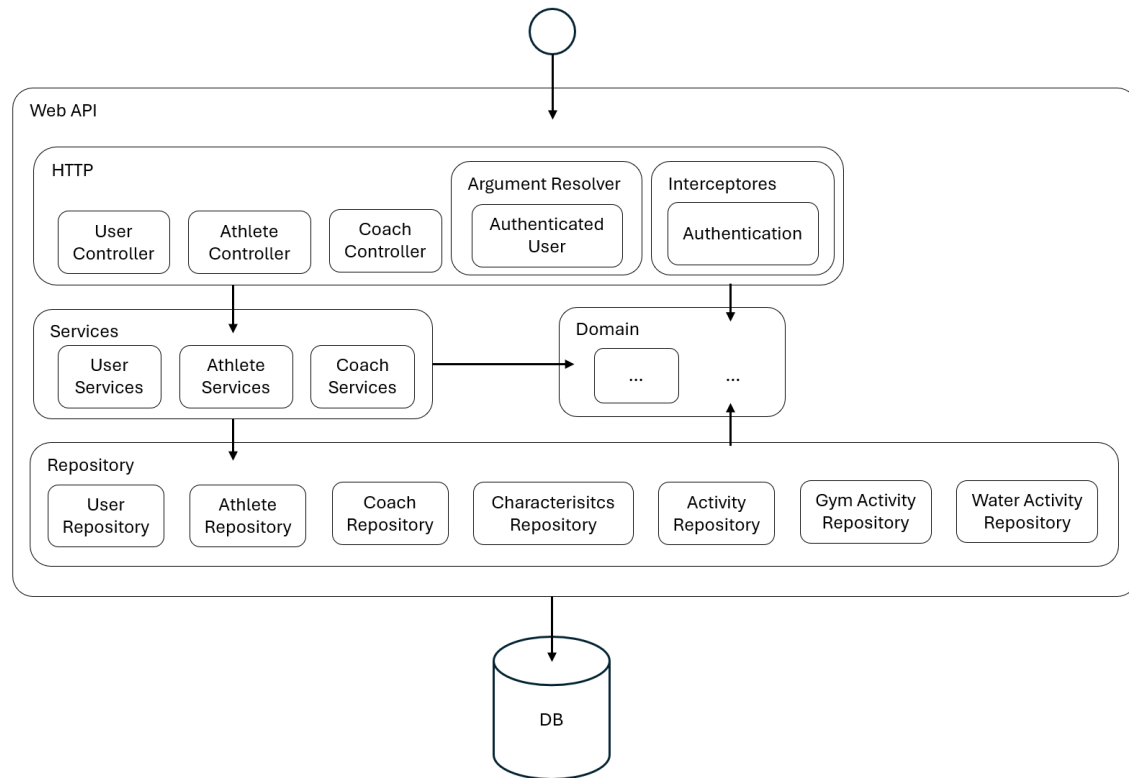 Web API
HTTP
User
Controller
Athlete
Controller
Coach
Controller
Argument Resolver
Authenticated
User
Interceptores
Authentication
Services
User
Services
Athlete
Services
Coach
Services
Domain
...
...
Repository
User
Repository
Athlete
Repository
Coach
Repository
Characterisitcs
Repository
Activity
Repository
Gym Activity
Repository
Water Activity
Repository
DB